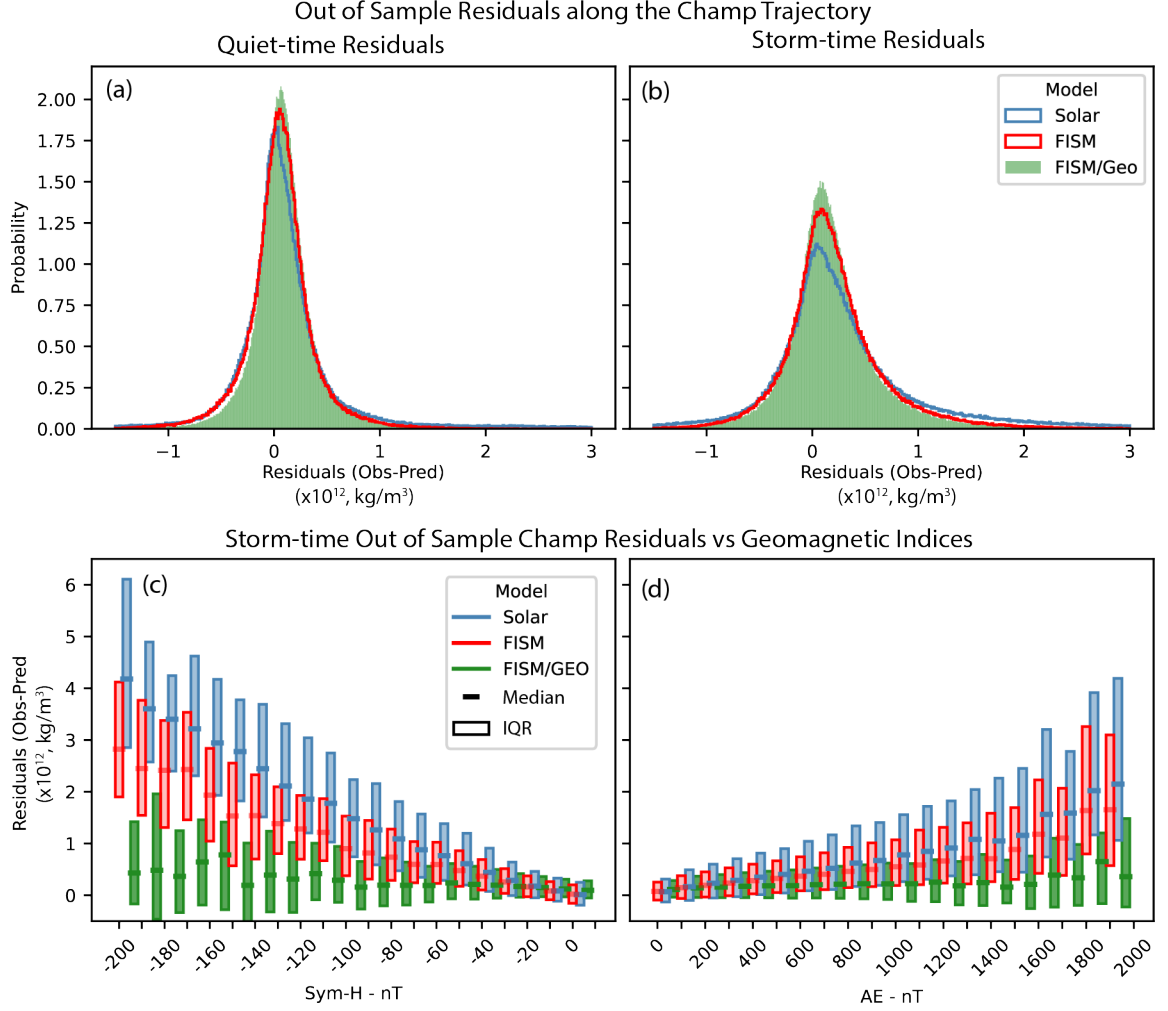 Out of Sample Residuals along the Champ Trajectory
Quiet-time Residuals
Storm-time Residuals
(a)
(b)
Model
Solar
FISM
FISM/Geo
2.00
1.75
1.50
1.25
1.00
0.75
0.50
0.25
0.00
Probability
−1 0 1 2 3
−1 0 1 2 3
Residuals (Obs-Pred)
(x10¹², kg/m³)
Residuals (Obs-Pred)
(x10¹², kg/m³)
Storm-time Out of Sample Champ Residuals vs Geomagnetic Indices
(c)
(d)
Model
Solar
FISM
FISM/GEO
Median
IQR
6
5
4
3
2
1
0
Residuals (Obs-Pred
(x10¹², kg/m³)
-200 -180 -160 -140 -120 -100 -80 -60 -40 -20 0
0 200 400 600 800 1000 1200 1400 1600 1800 2000
Sym-H - nT
AE - nT